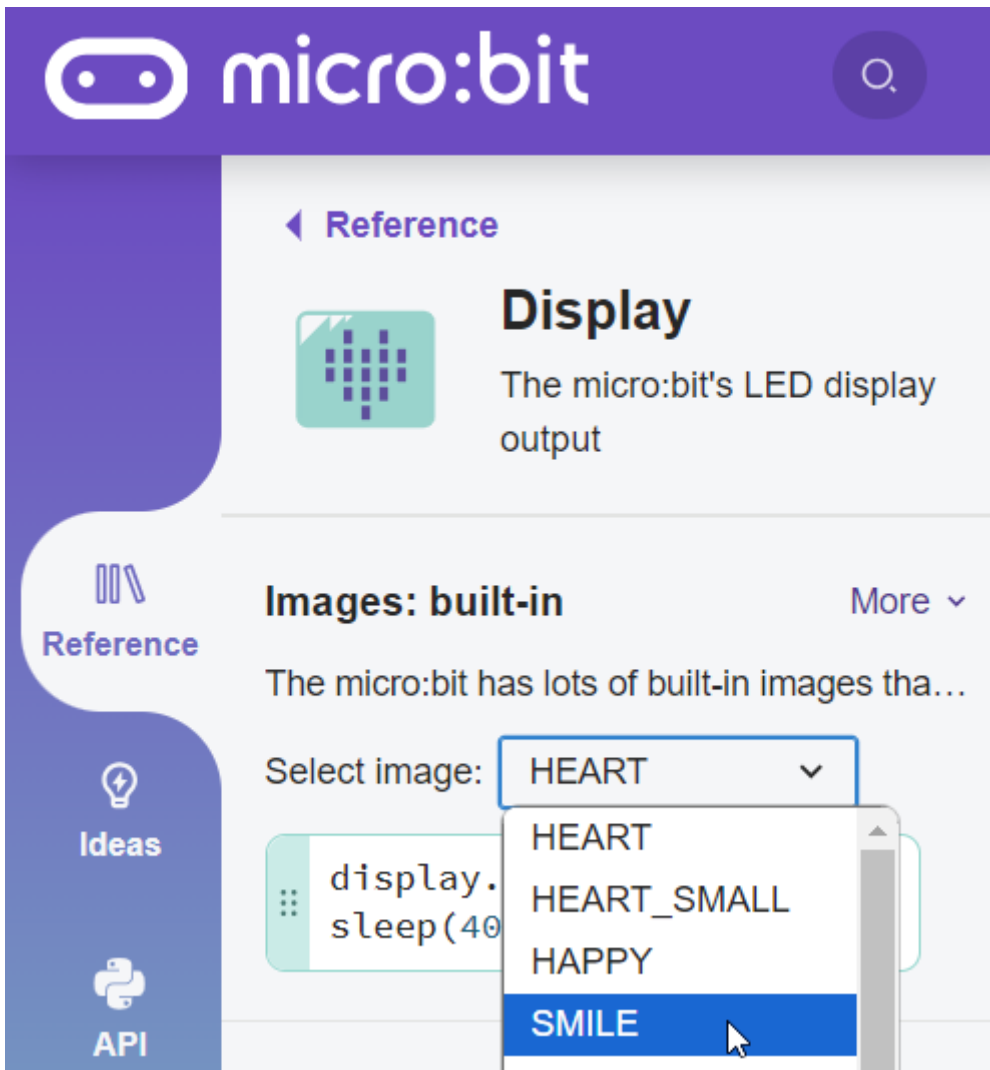 micro:bit
Reference
Display
The micro:bit's LED display
output
Reference
Images: built-in
More
The micro:bit has lots of built-in images tha…
Select image: HEART
HEART
HEART_SMALL
HAPPY
SMILE
display.
sleep(40
Ideas
API